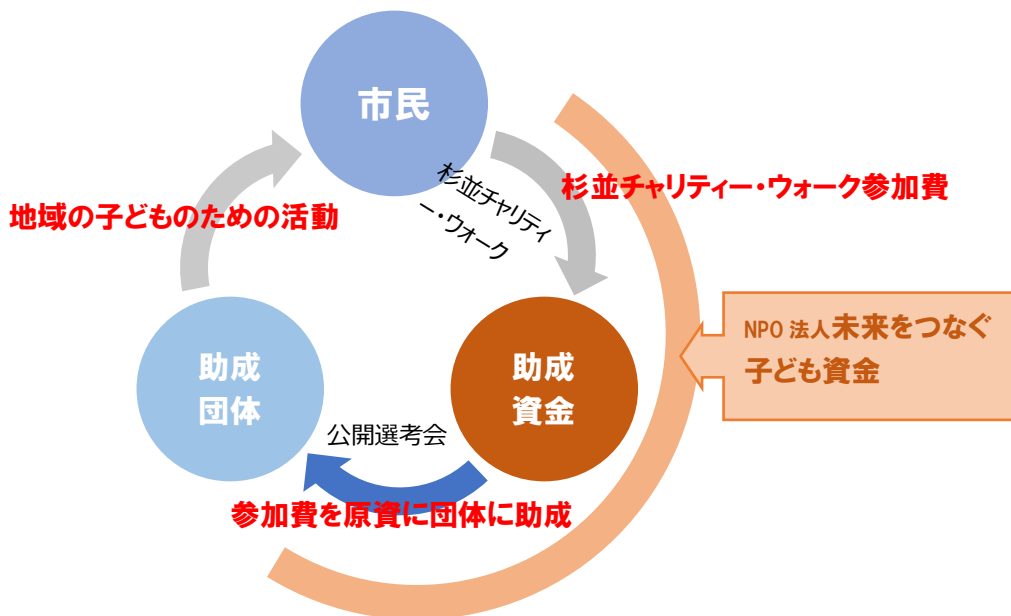 市民
杉並チャリティ
ー・ウォーク
杉並チャリティー・ウォーク参加費
地域の子どものための活動
NPO 法人未来をつなぐ
子ども資金
助成
団体
助成
資金
公開選考会
参加費を原資に団体に助成